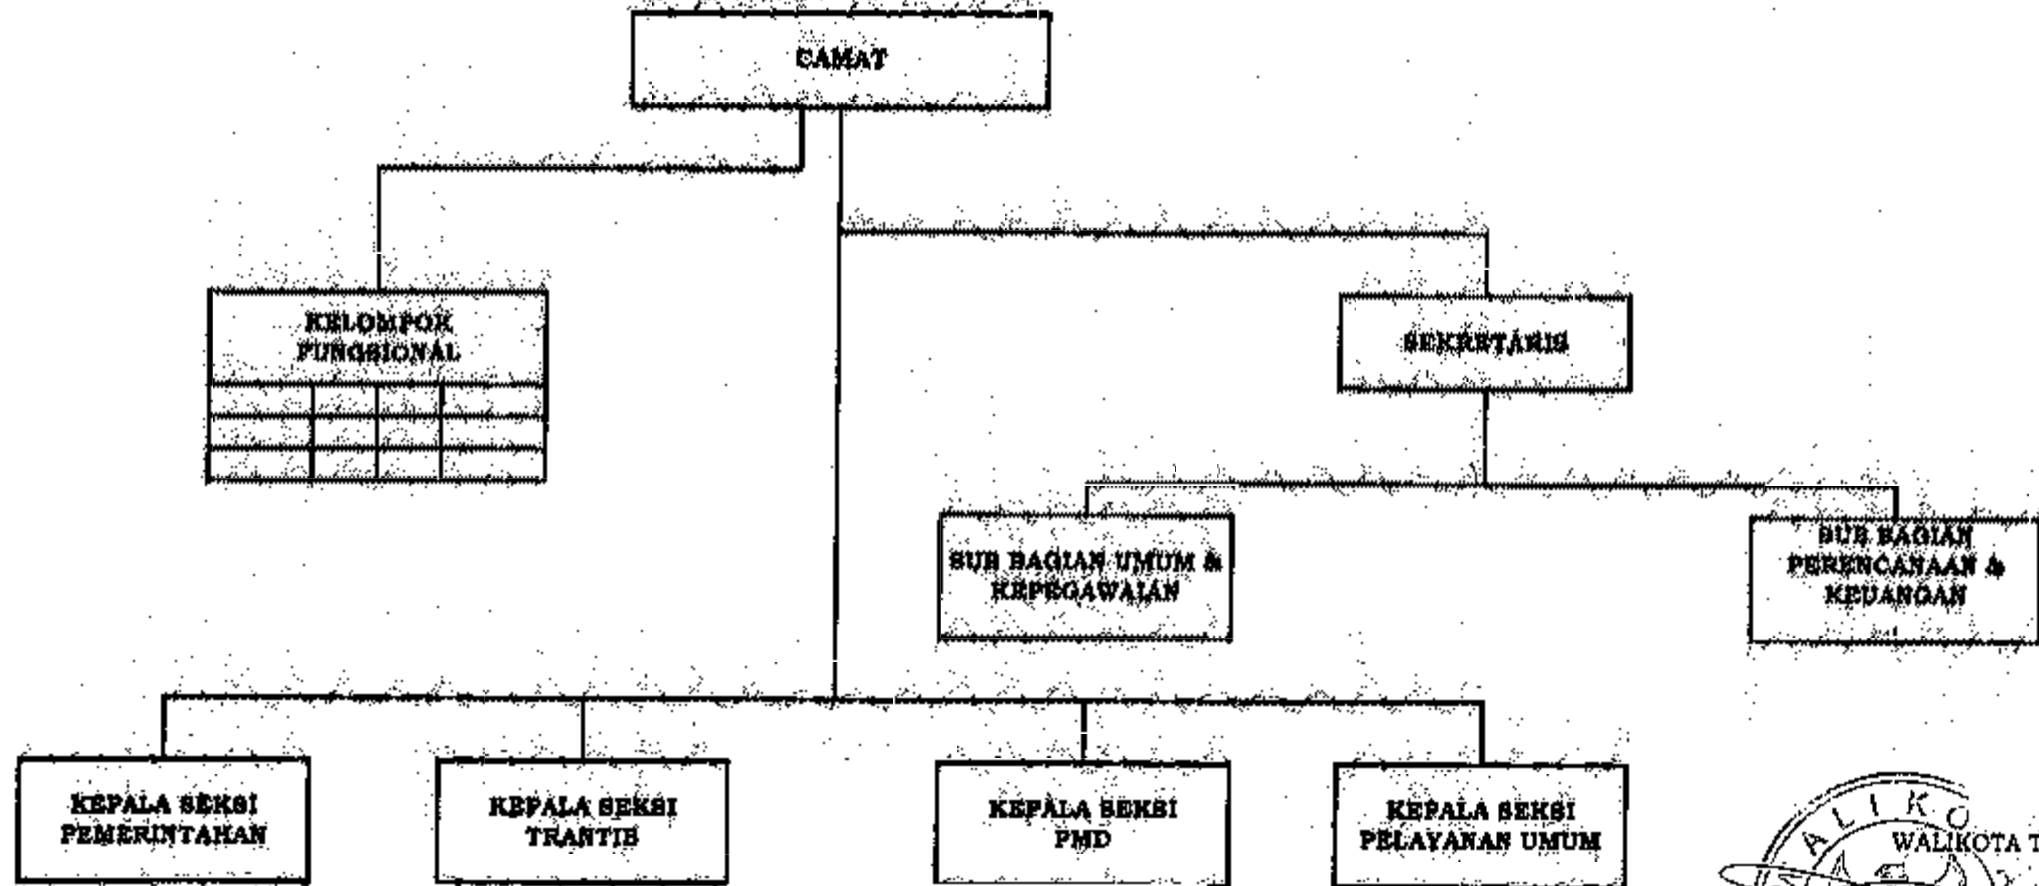 CAMAT
KELOMPOK
FUNGSIONAL
SEKRETARIS
SUB BAGIAN UMUM &
KEPEGAWAIAN
SUB BAGIAN
PERENCANAAN &
KEUANGAN
KEPALA SEKSI
PEMERINTAHAN
KEPALA SEKSI
TRANTIB
KEPALA SEKSI
PMD
KEPALA SEKSI
PELAYANAN UMUM
WALIKO
WALIKOTA T